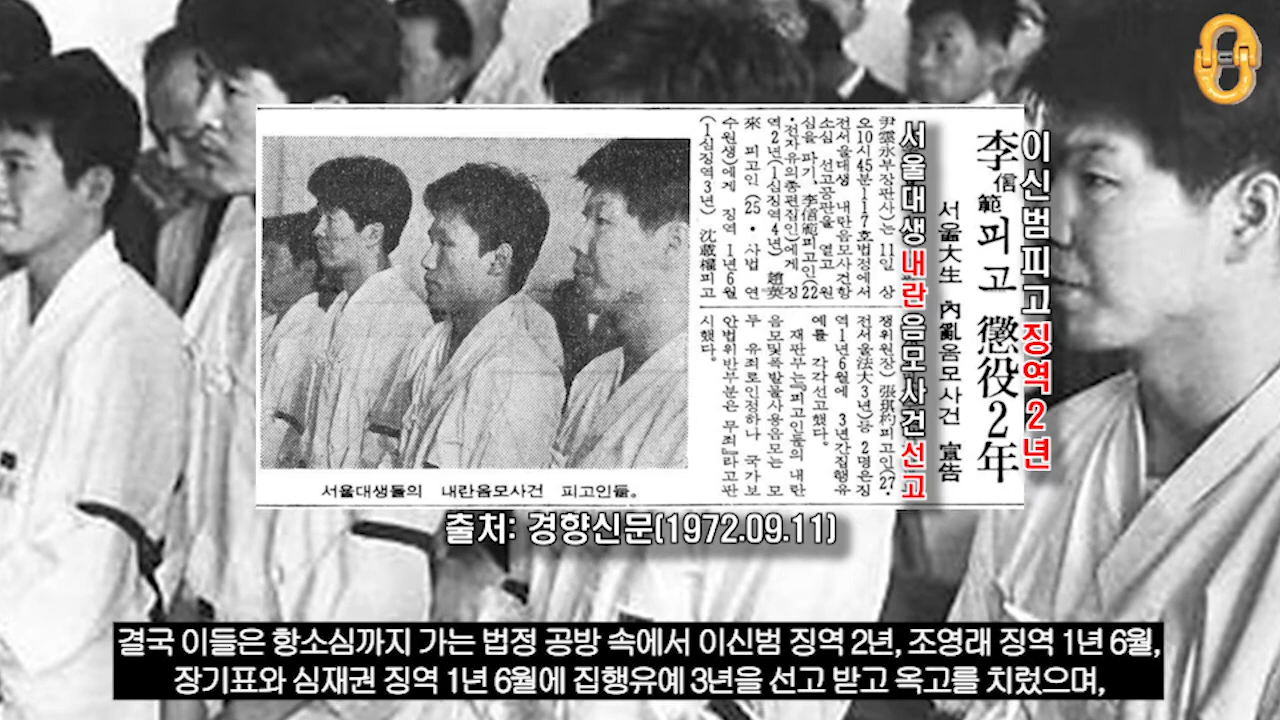 이신범피고징역2년
李信範피고 懲役2年
서울大生 內亂음모사건 宣告
서울대생내란음모사건선고
부장판사)는 11일 상
오10시45분 117호법정에서
전서울대생 내란음모사건항
소심 선고공판을 열고 원
심을 파기, 李信範피고인(22
·전자유의종편집인)에게 징
역2년(1심징역4년) 趙英
來 피고인(25·사법 연
수원생)에게 징역 1년6월
(1심징역3년) 沈載權피고
쟁위원장) 張琪杓피고인(27·
전서울法大3년)등 2명은징
역1년6월에 3년간집행유
예를 각각선고했다.
재판부는『피고인들의 내란
음모및폭발물사용음모는 모
두 유죄로인정하나 국가보
안법위반부분은 무죄』라고판
시했다.
서울대생들의 내란음모사건 피고인들.
출처: 경향신문(1972.09.11)
결국 이들은 항소심까지 가는 법정 공방 속에서 이신범 징역 2년, 조영래 징역 1년 6월,
장기표와 심재권 징역 1년 6월에 집행유예 3년을 선고 받고 옥고를 치렀으며,